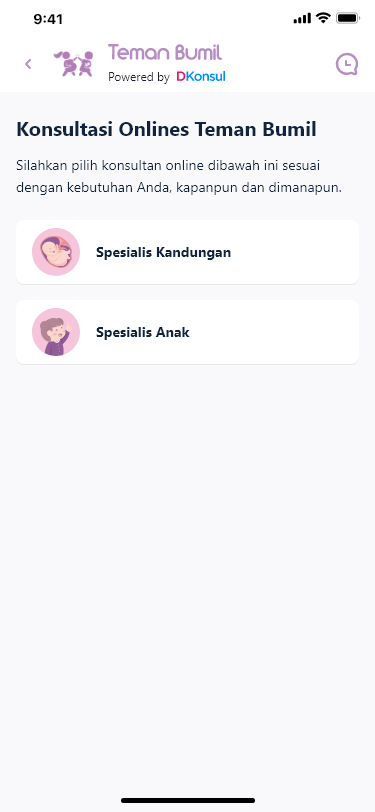 9:41
Teman Bumil
Powered by DKonsul
Konsultasi Onlines Teman Bumil
Silahkan pilih konsultan online dibawah ini sesuai
dengan kebutuhan Anda, kapanpun dan dimanapun.
Spesialis Kandungan
Spesialis Anak